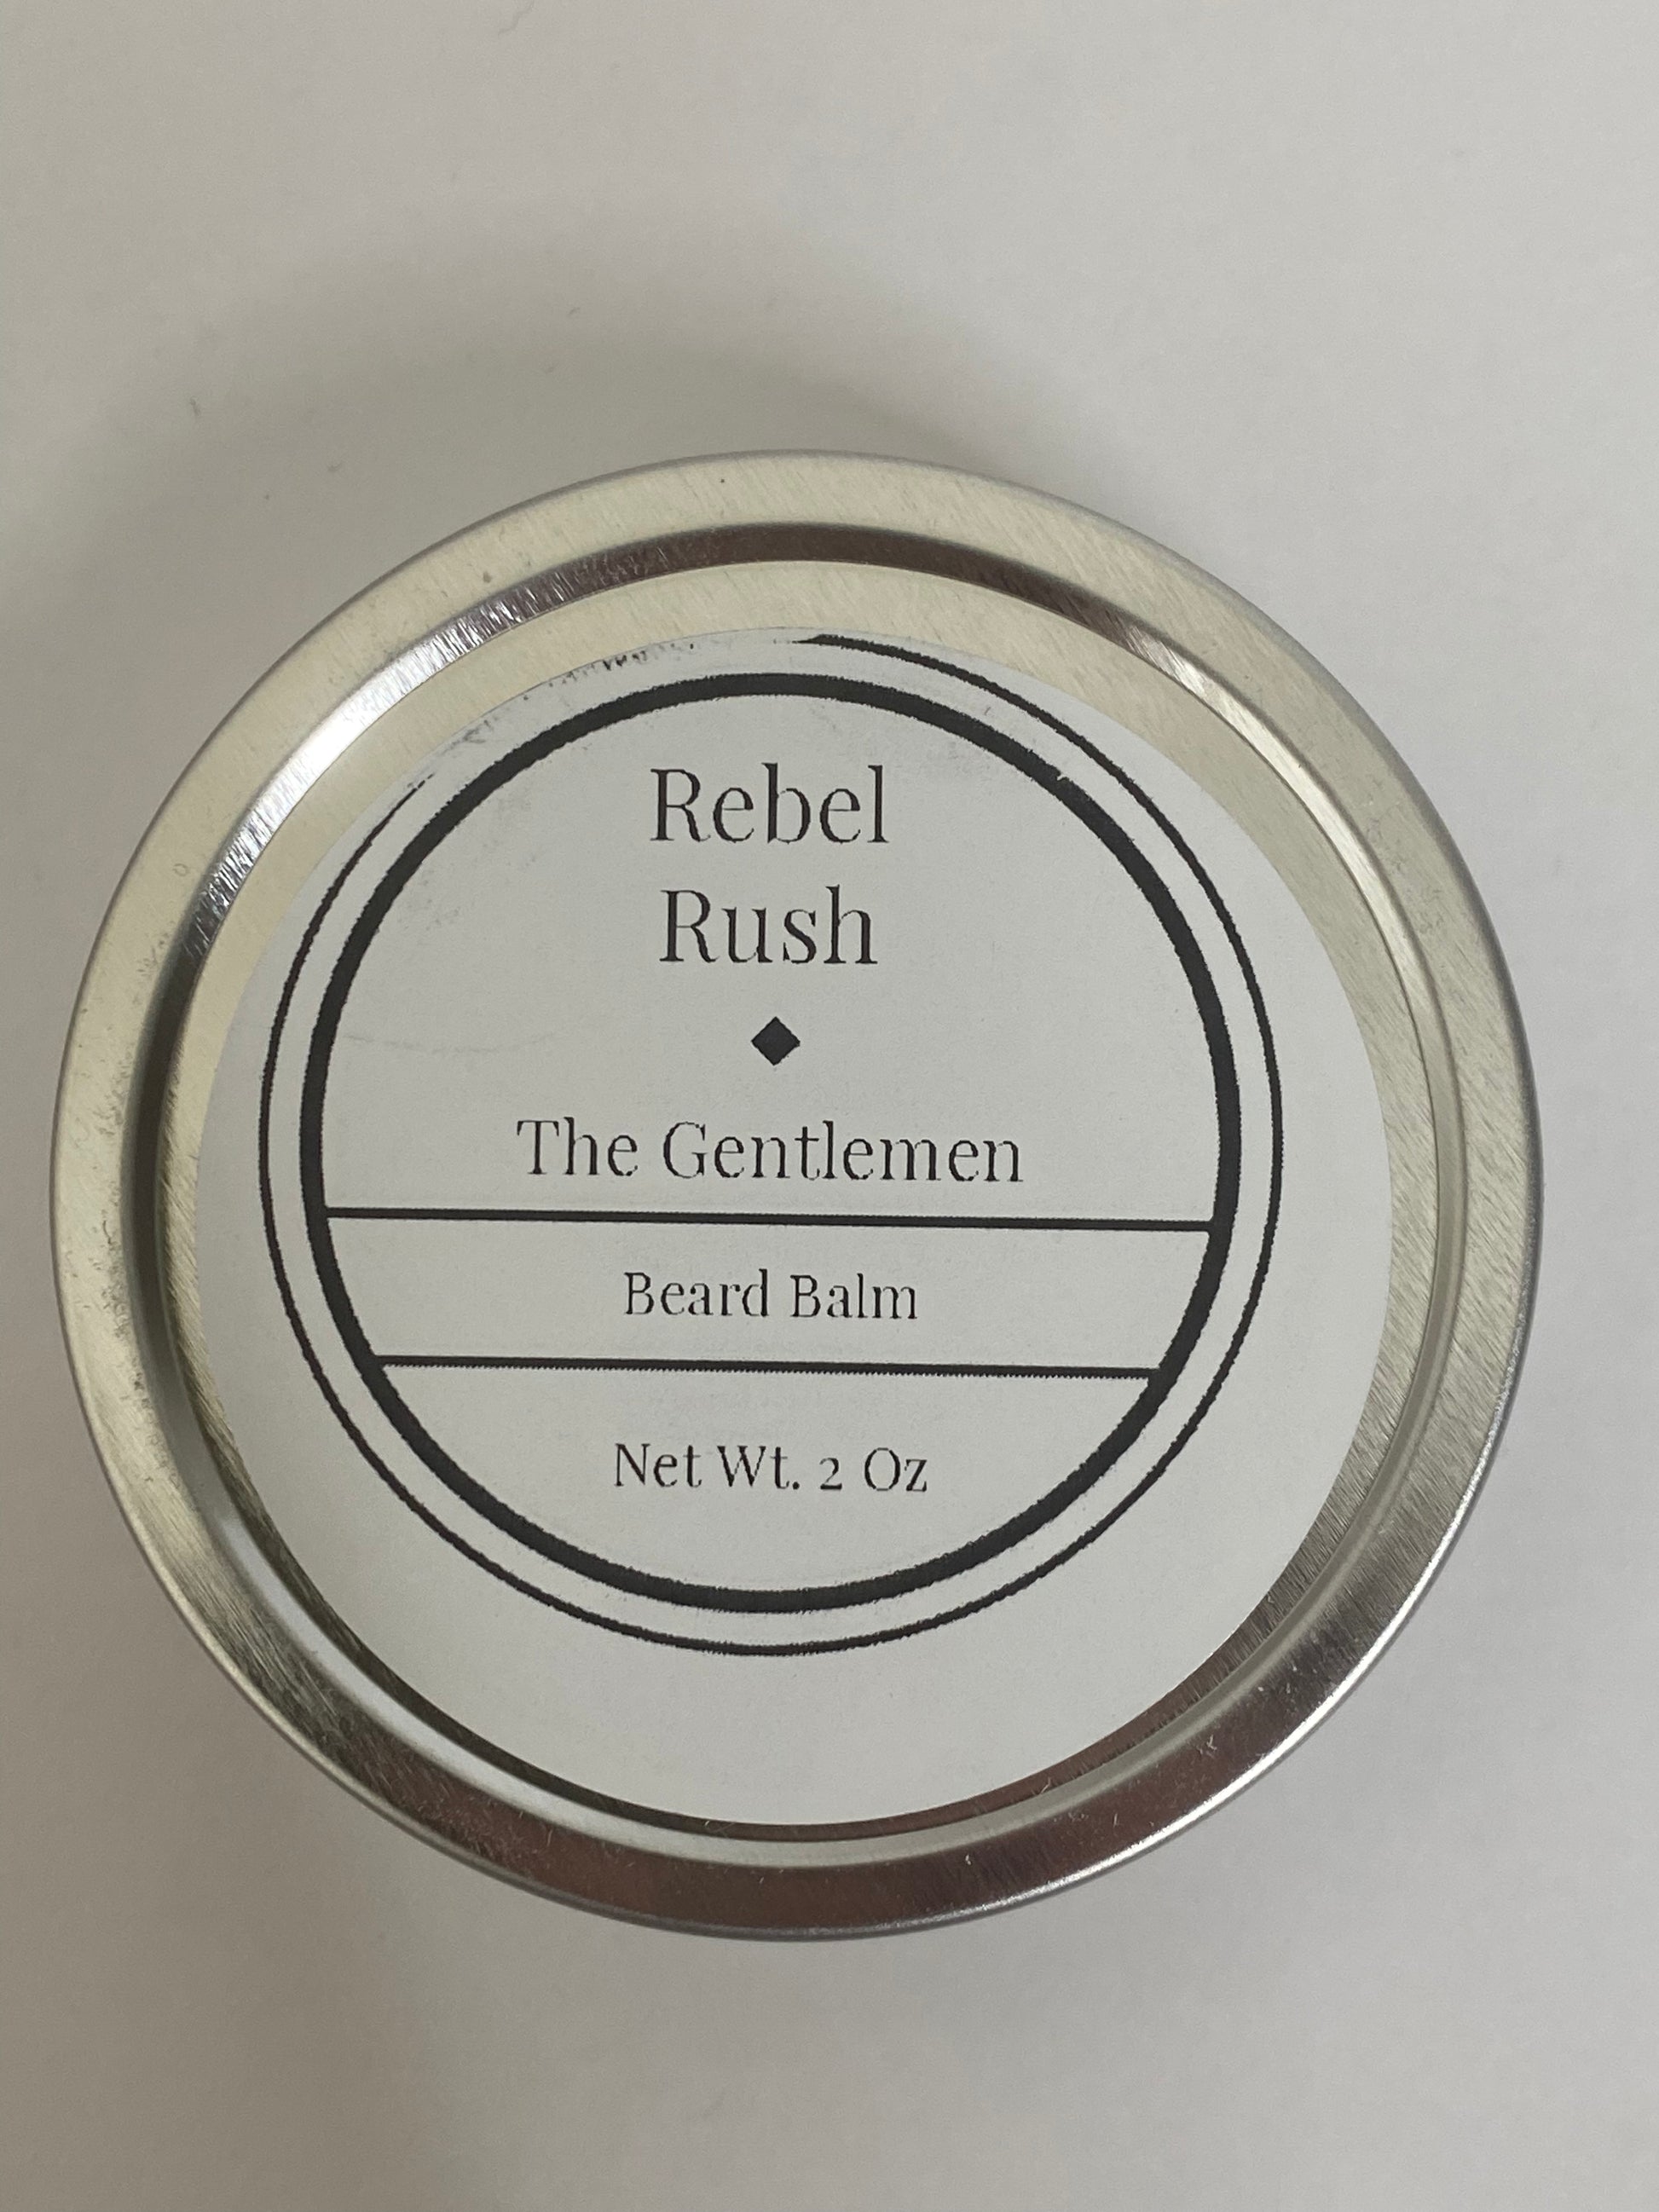 Rebel
Rush
The Gentlemen
Beard Balm
Net Wt. 2 Oz